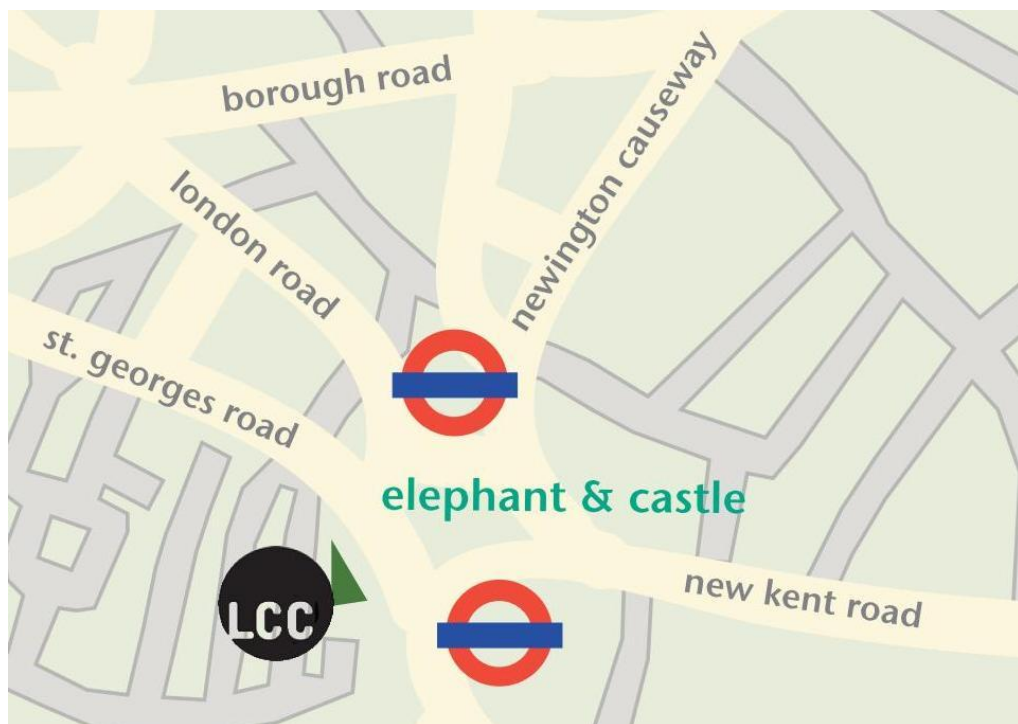 borough road
newington causeway
london road
st. georges road
elephant & castle
new kent road
LCC